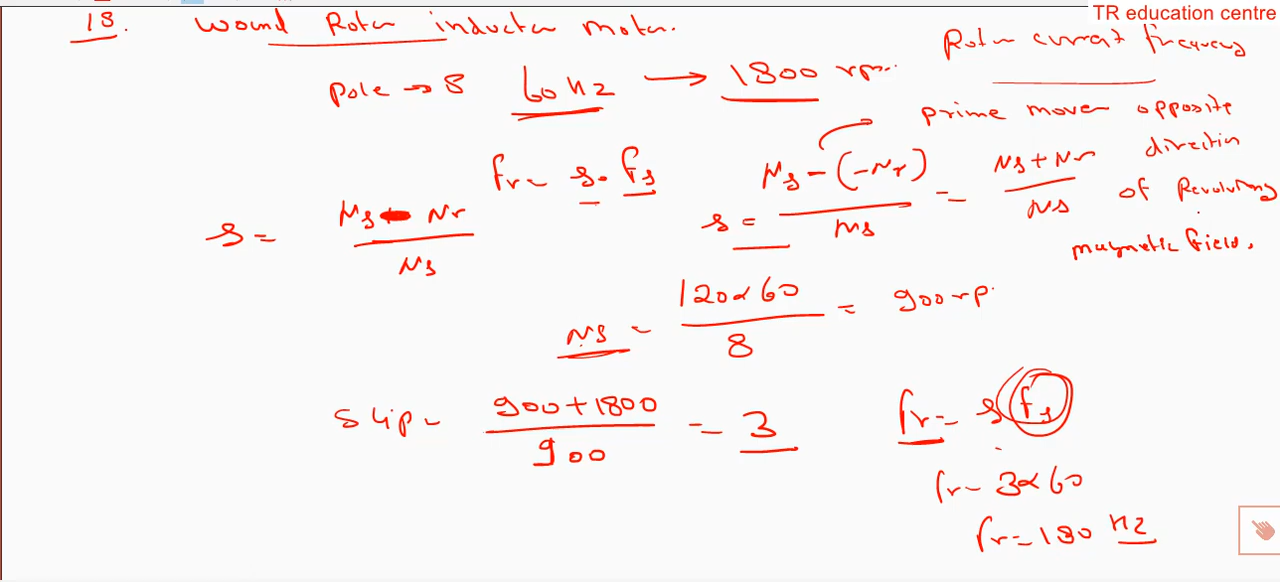 TR education centre
18. Wound Rotor inductor motor.
Rotor current frequency
Pole → 8 60 Hz → 1800 rpm.
prime mover opposite
direction
of Revolving
magnetic field.
fr = s. fs
s = Ns - Nr / Ns
s = Ns - (-Nr) / Ns = Ns + Nr / Ns
Ns = 120 x 60 / 8 = 900 rp.
Slip = 900 + 1800 / 900 = 3
fr = s fs
fr = 3 x 60
fr = 180 Hz